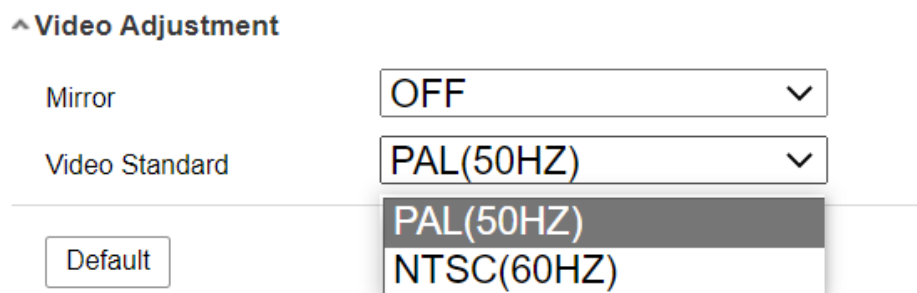 Video Adjustment
Mirror OFF
Video Standard PAL(50HZ)
PAL(50HZ)
Default NTSC(60HZ)